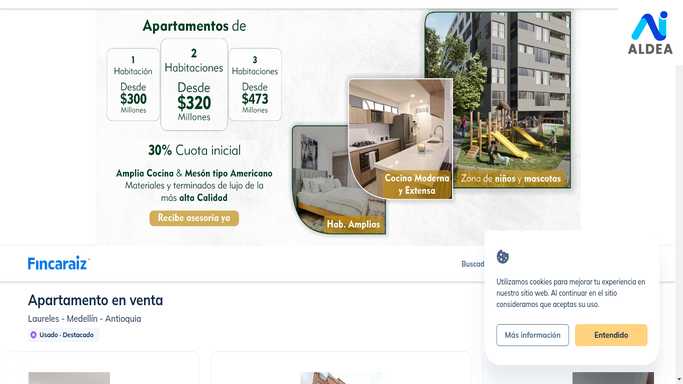 Apartamentos de
1
Habitación
Desde
$300
Millones
2
Habitaciones
Desde
$320
Millones
3
Habitaciones
Desde
$473
Millones
30% Cuota inicial
Amplia Cocina & Mesón tipo Americano
Materiales y terminados de lujo de la
más alta Calidad
Recibe asesoría ya
Hab. Amplias
Cocina Moderna
y Extensa
Zona de niños y mascotas
ALDEA
Fincaraiz
Buscad
Apartamento en venta
Laureles - Medellín - Antioquia
Usado · Destacado
Utilizamos cookies para mejorar tu experiencia en
nuestro sitio web. Al continuar en el sitio
consideramos que aceptas su uso.
Más información
Entendido